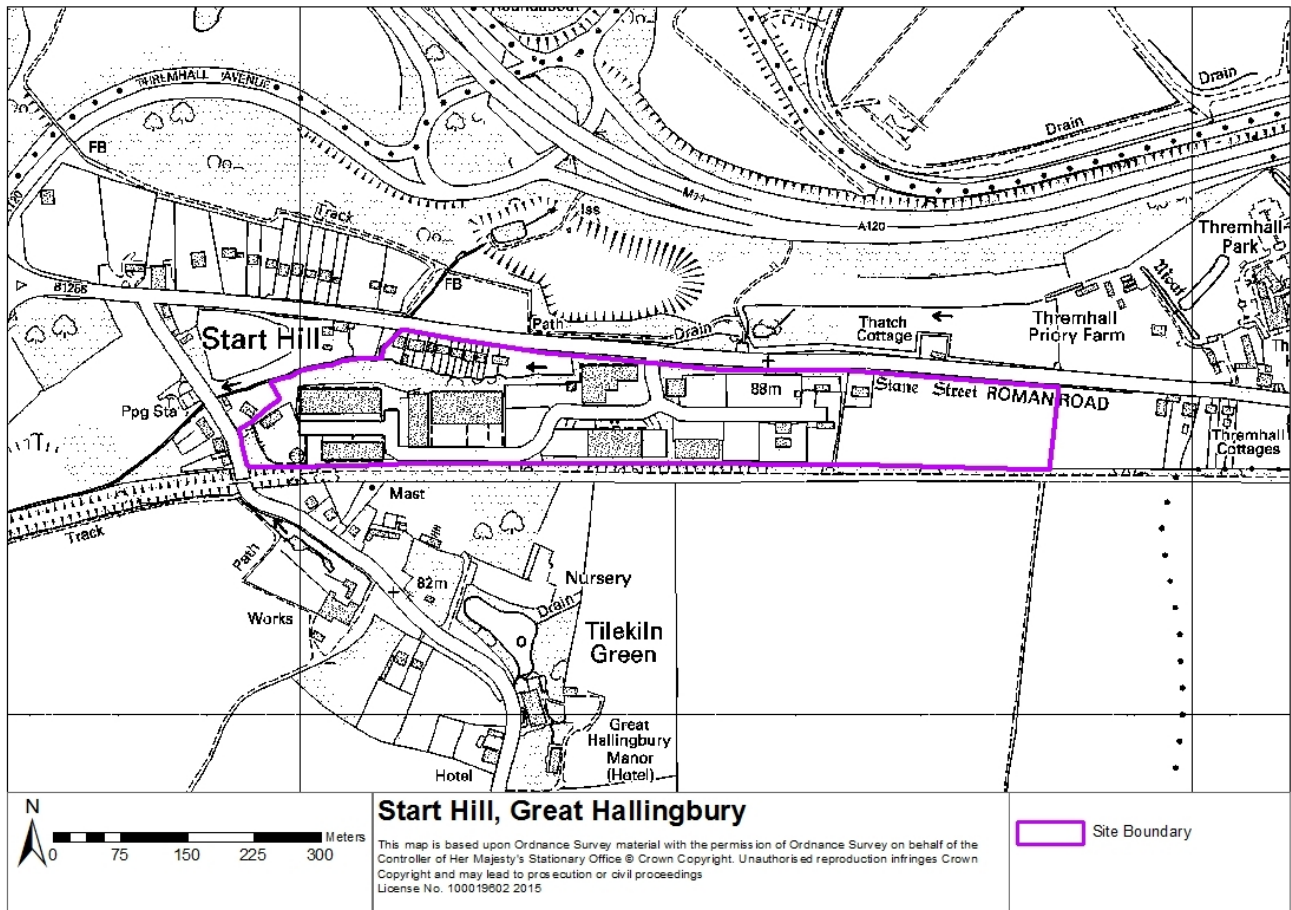 Roundabout
THREMHALL AVENUE
Drain
Drain
FB
M11
Track
Iss
A120
Thremhall
Park
Moat
FB
B1256
Path
Drain
Thatch
Cottage
Thremhall
Priory Farm
Start Hill
88m
Stane Street ROMAN ROAD
Ppg Sta
Thremhall
Cottages
Mast
Track
Path
82m
Nursery
Drain
Works
Tilekiln
Green
Great
Hallingbury
Manor
(Hotel)
Hotel
N
0 75 150 225 300 Meters
Start Hill, Great Hallingbury
This map is based upon Ordnance Survey material with the permission of Ordnance Survey on behalf of the
Controller of Her Majesty's Stationary Office © Crown Copyright. Unauthorised reproduction infringes Crown
Copyright and may lead to prosecution or civil proceedings
License No. 100019602 2015
Site Boundary